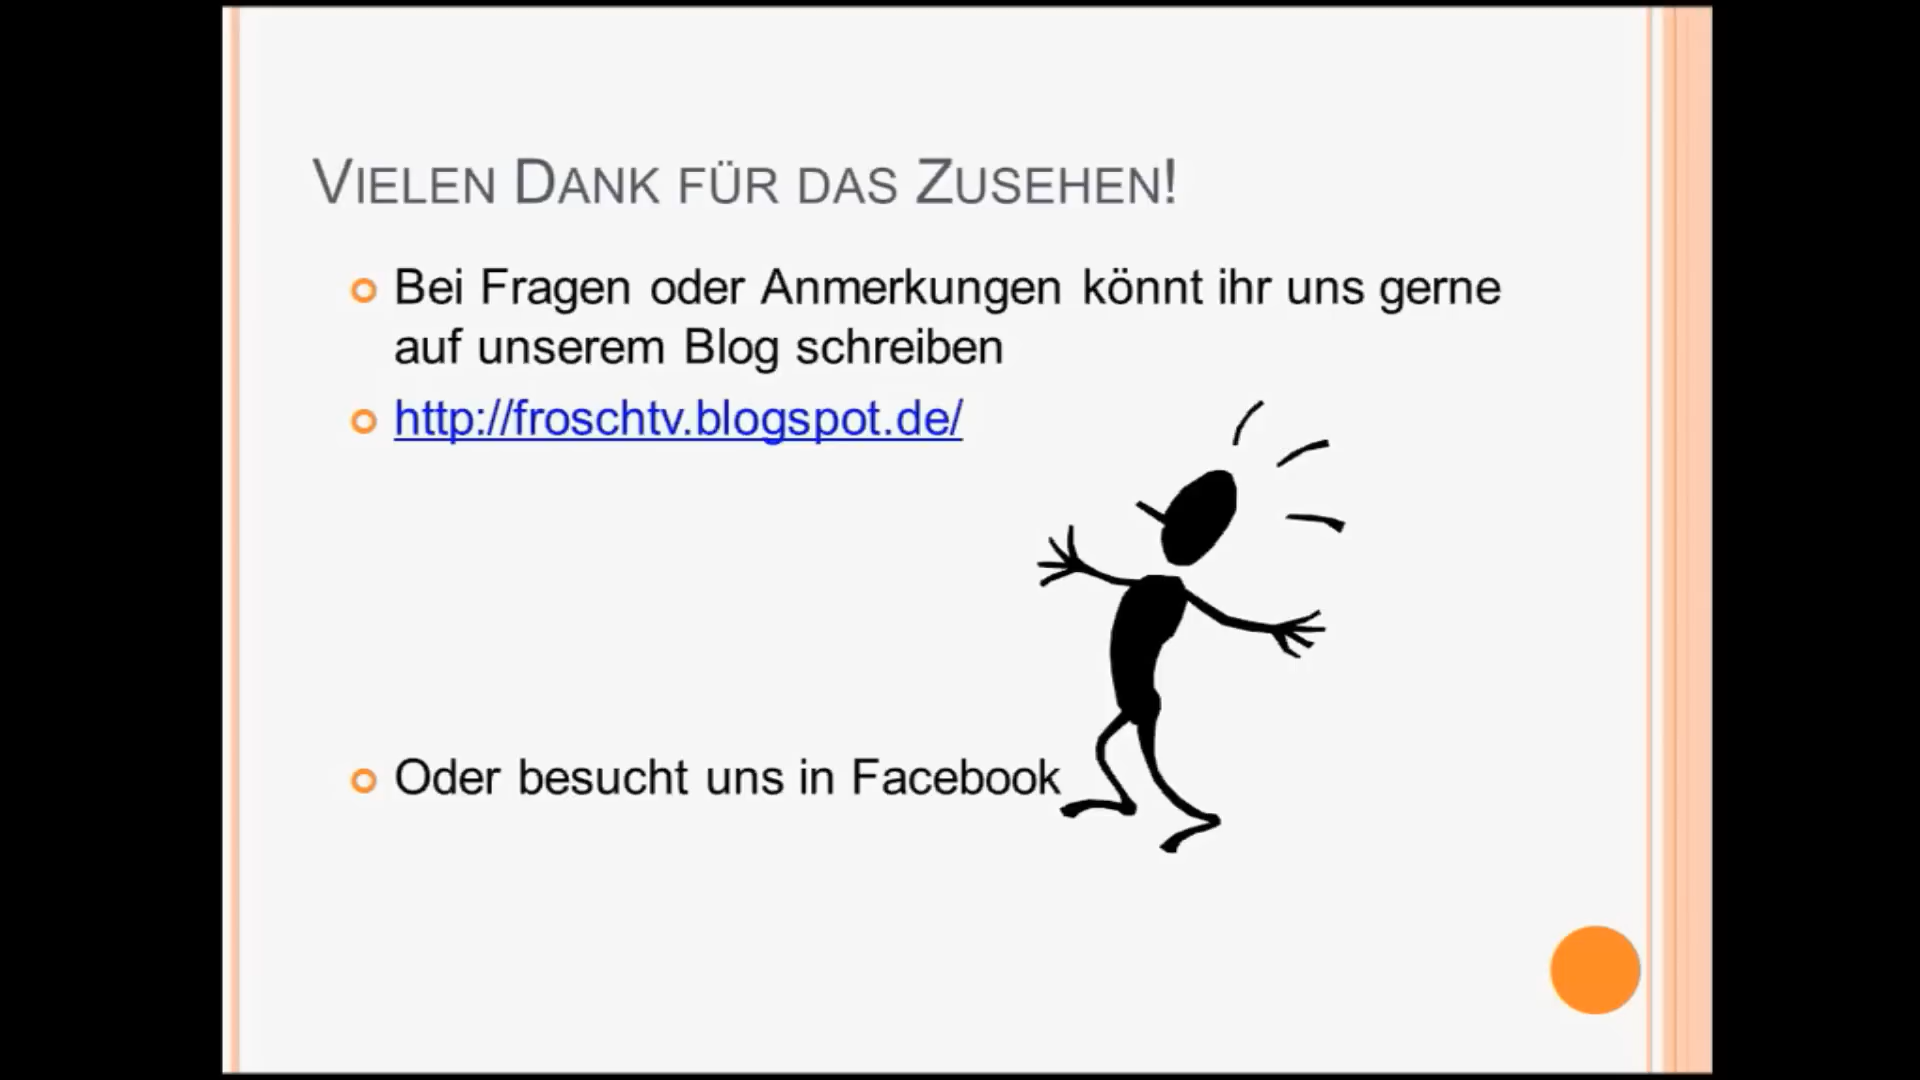 VIELEN DANK FÜR DAS ZUSEHEN!
Bei Fragen oder Anmerkungen könnt ihr uns gerne
auf unserem Blog schreiben
http://froschtv.blogspot.de/
Oder besucht uns in Facebook